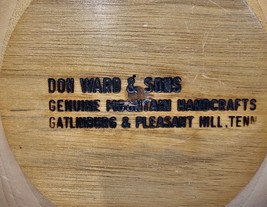 DON WARD & SONS
GENUINE MOUNTAIN HANDCRAFTS
GATLINBURG & PLEASANT HILL, TENN